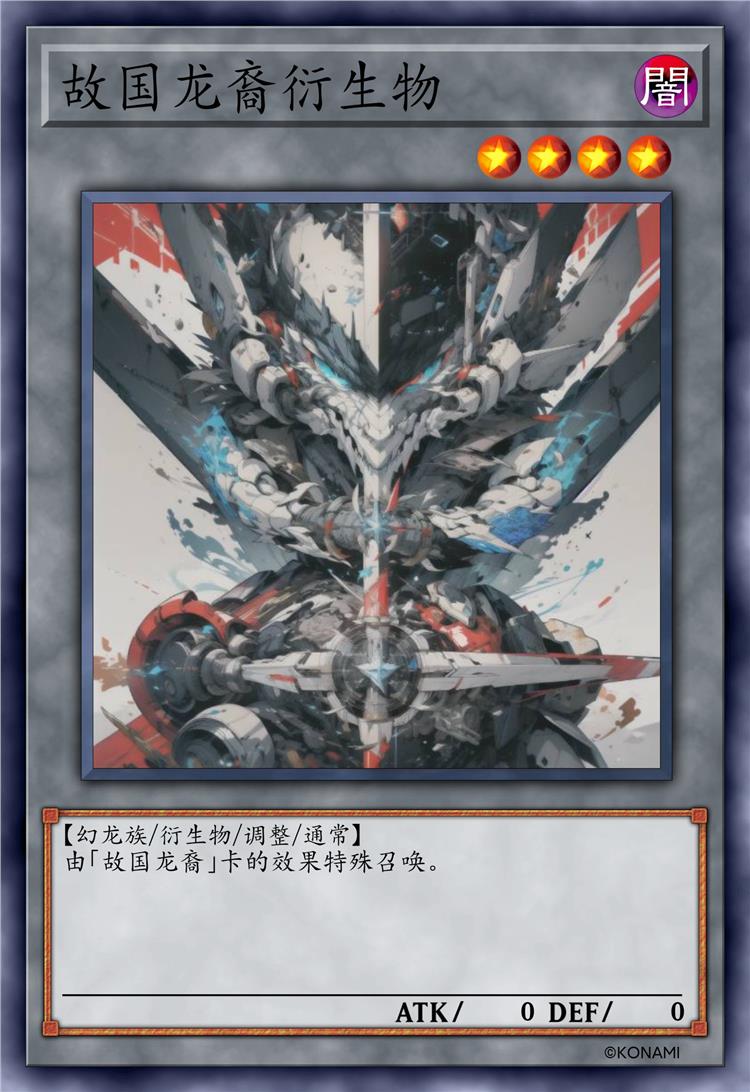 故国龙裔衍生物
闇
【幻龙族/衍生物/调整/通常】
由「故国龙裔」卡的效果特殊召唤。
ATK/ 0 DEF/ 0
©KONAMI